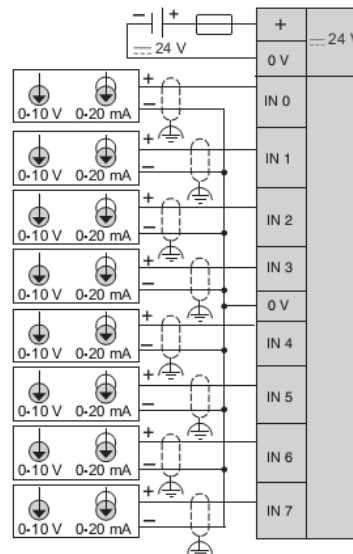 − + +
⎓ 24 V 0 V ⎓ 24 V
+ IN 0
−
0-10 V 0-20 mA
+ IN 1
−
0-10 V 0-20 mA
+ IN 2
−
0-10 V 0-20 mA
+ IN 3
−
0-10 V 0-20 mA
0 V
+ IN 4
−
0-10 V 0-20 mA
+ IN 5
−
0-10 V 0-20 mA
+ IN 6
−
0-10 V 0-20 mA
+ IN 7
−
0-10 V 0-20 mA